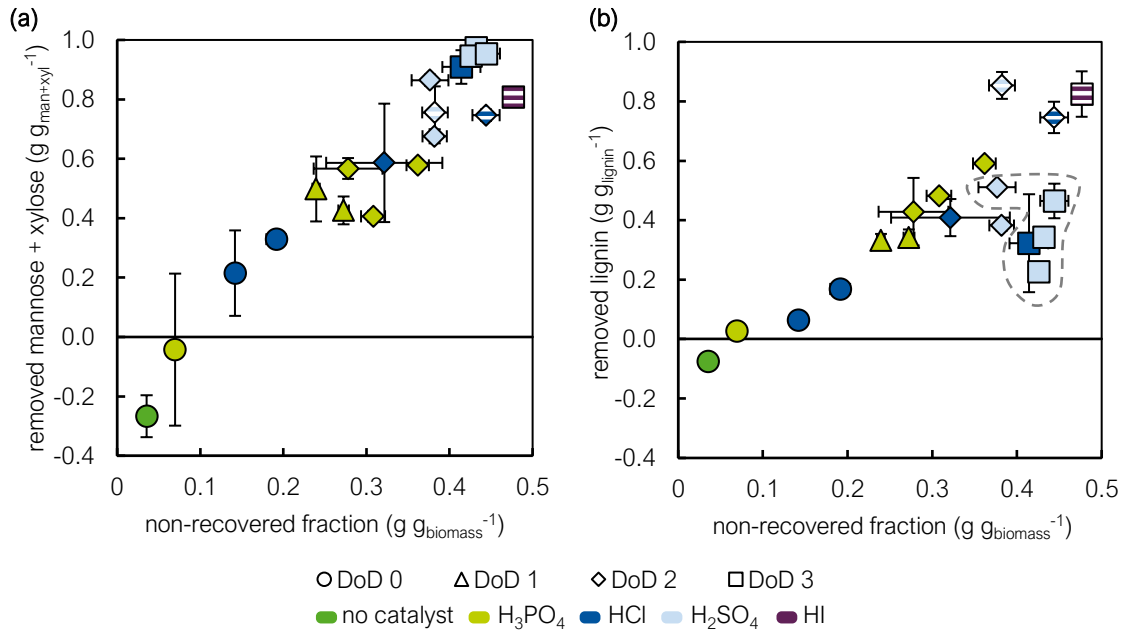 (a)
removed mannose + xylose (g g_man+xyl^-1)
1.0
0.8
0.6
0.4
0.2
0.0
-0.2
-0.4
0 0.1 0.2 0.3 0.4 0.5
non-recovered fraction (g g_biomass^-1)
(b)
removed lignin (g g_lignin^-1)
1.0
0.8
0.6
0.4
0.2
0.0
-0.2
-0.4
0 0.1 0.2 0.3 0.4 0.5
non-recovered fraction (g g_biomass^-1)
DoD 0 DoD 1 DoD 2 DoD 3
no catalyst H₃PO₄ HCl H₂SO₄ HI